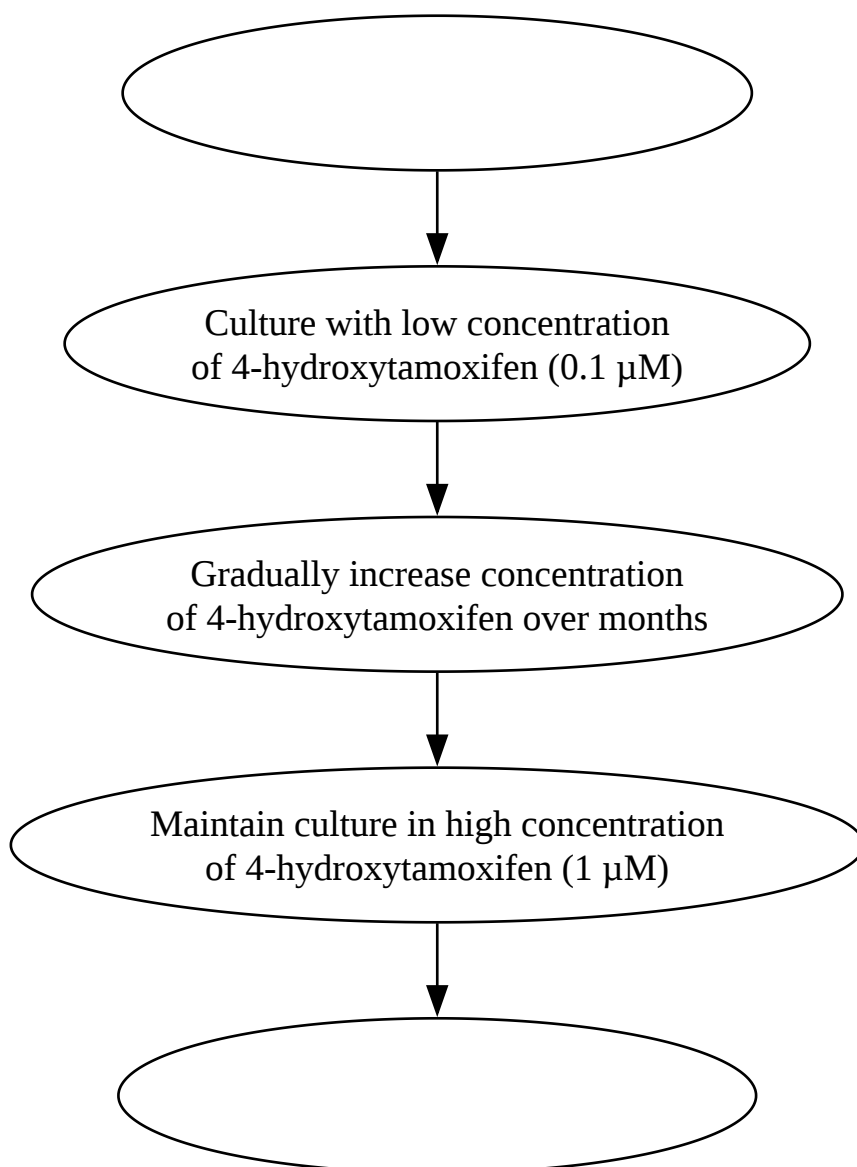 Culture with low concentration
of 4-hydroxytamoxifen (0.1 µM)
Gradually increase concentration
of 4-hydroxytamoxifen over months
Maintain culture in high concentration
of 4-hydroxytamoxifen (1 µM)